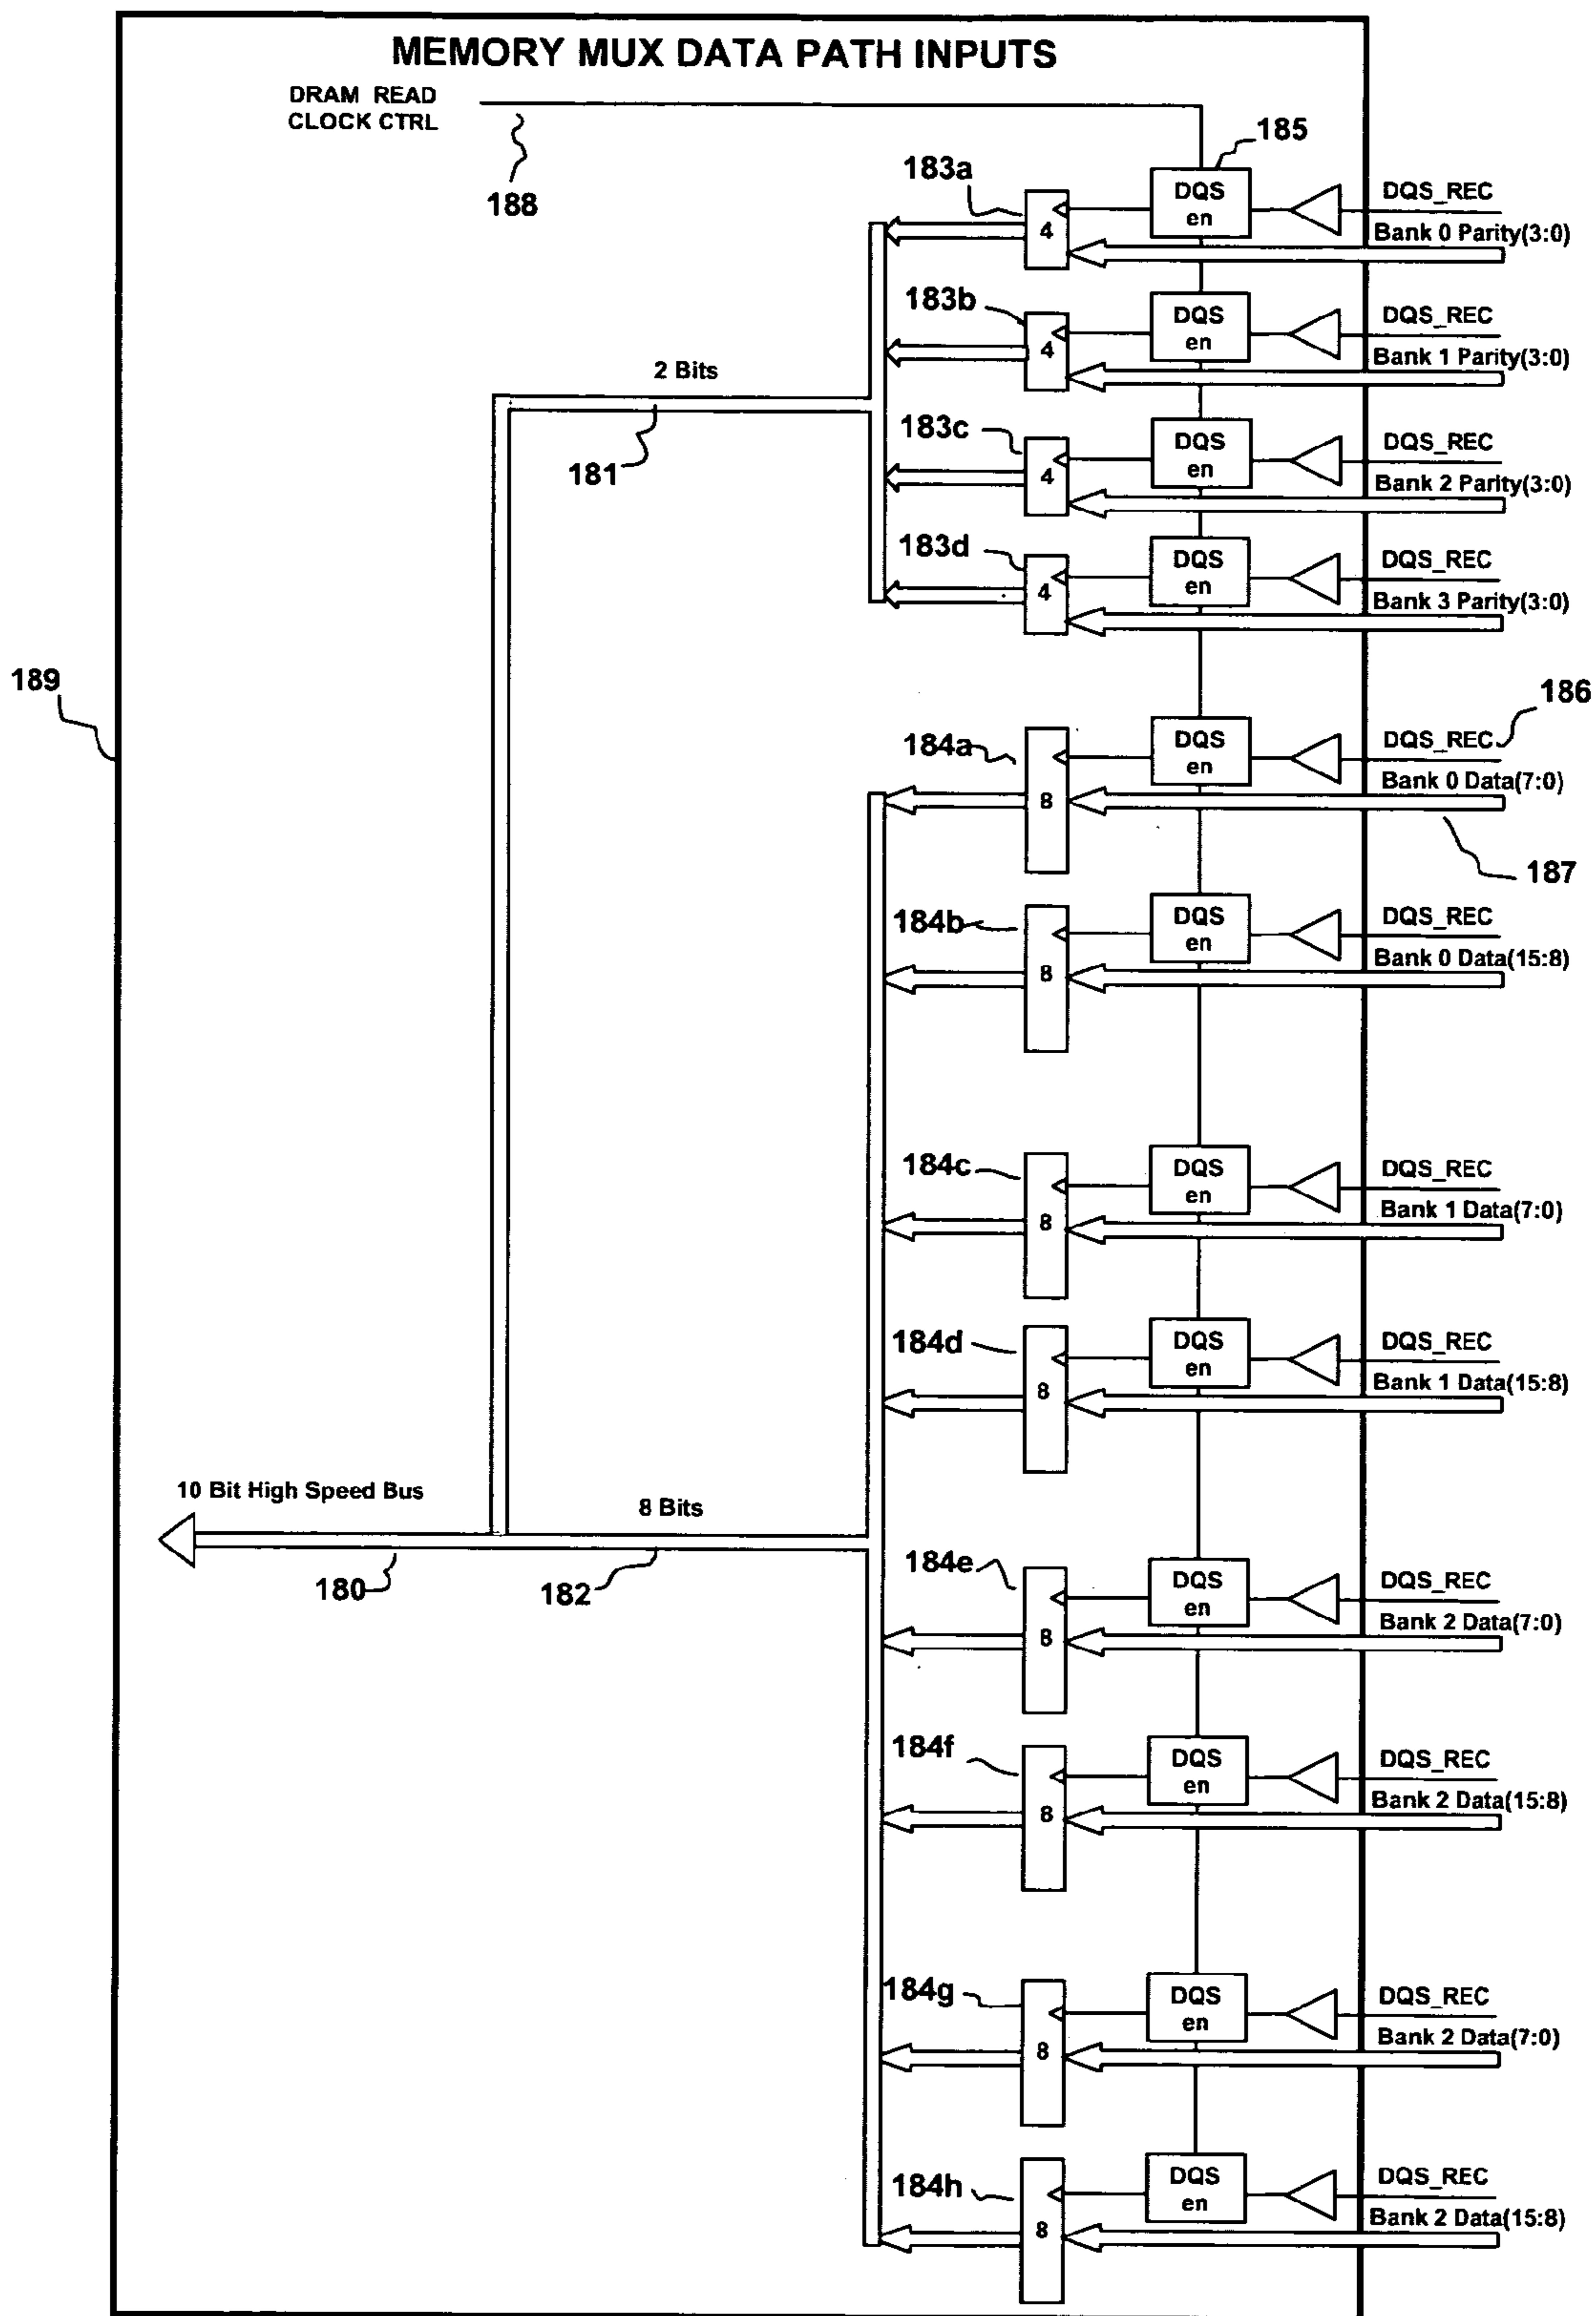 MEMORY MUX DATA PATH INPUTS
DRAM READ
CLOCK CTRL
188
185
183a
4
DQS
en
DQS_REC
Bank 0 Parity(3:0)
183b
4
DQS
en
DQS_REC
Bank 1 Parity(3:0)
2 Bits
181
183c
4
DQS
en
DQS_REC
Bank 2 Parity(3:0)
183d
4
DQS
en
DQS_REC
Bank 3 Parity(3:0)
189
186
184a
8
DQS
en
DQS_REC
Bank 0 Data(7:0)
187
184b
8
DQS
en
DQS_REC
Bank 0 Data(15:8)
184c
8
DQS
en
DQS_REC
Bank 1 Data(7:0)
184d
8
DQS
en
DQS_REC
Bank 1 Data(15:8)
10 Bit High Speed Bus
8 Bits
180
182
184e
8
DQS
en
DQS_REC
Bank 2 Data(7:0)
184f
8
DQS
en
DQS_REC
Bank 2 Data(15:8)
184g
8
DQS
en
DQS_REC
Bank 2 Data(7:0)
184h
8
DQS
en
DQS_REC
Bank 2 Data(15:8)